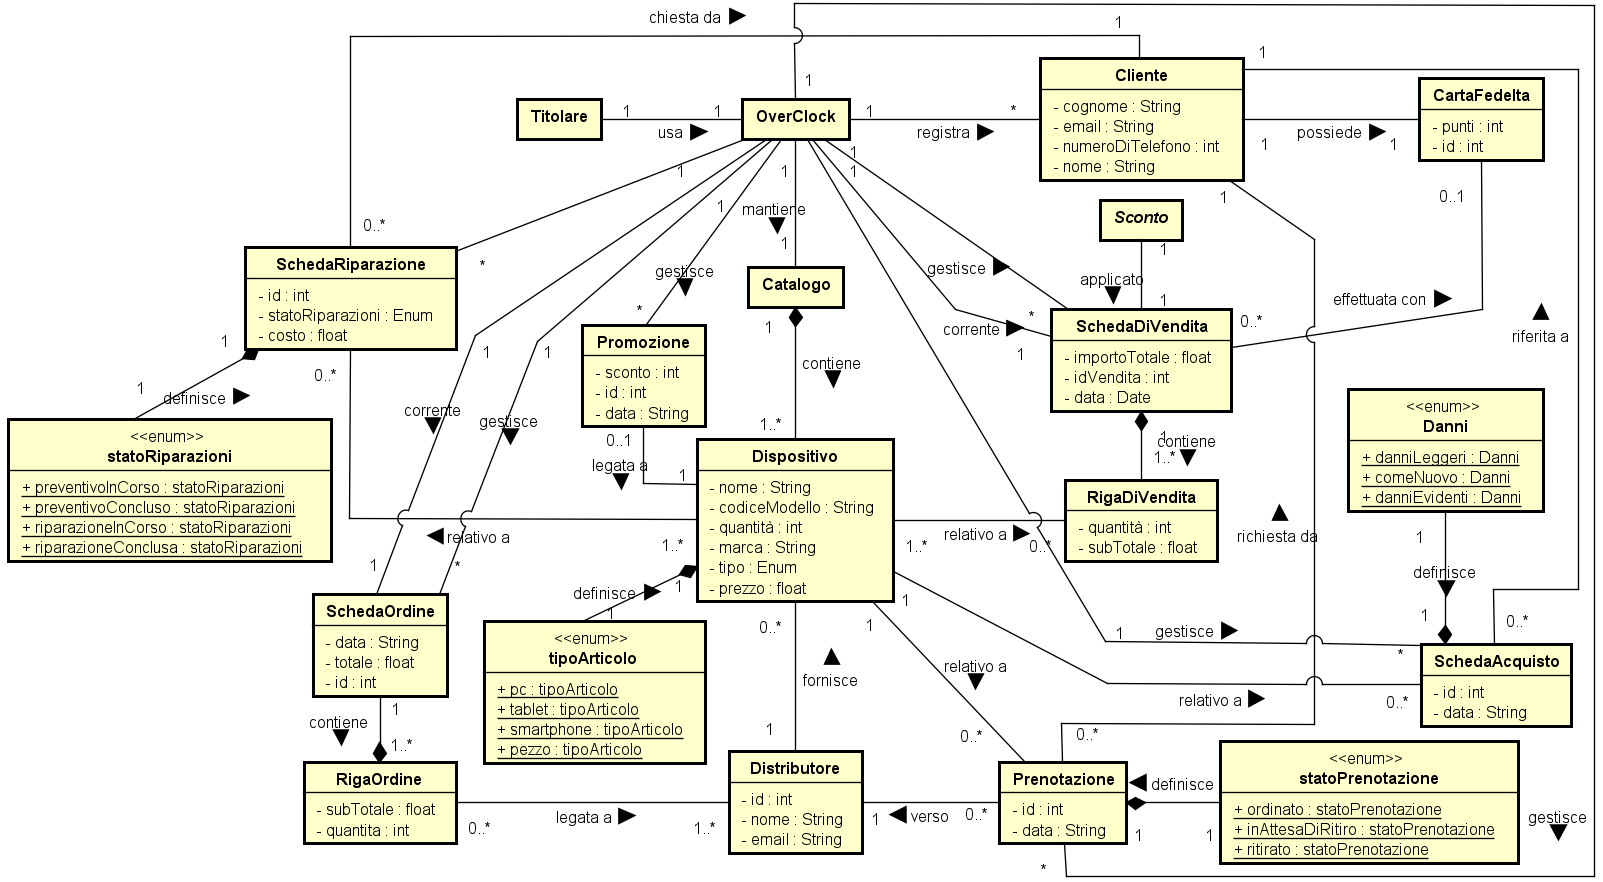 chiesta da
1
1
1
Cliente
- cognome : String
- email : String
- numeroDiTelefono : int
- nome : String
CartaFedelta
- punti : int
- id : int
Titolare
1
1
usa
OverClock
1
*
registra
1
possiede
1
1
1
1
1
1
mantiene
1
1
0..1
0..*
Sconto
1
applicato
1
SchedaRiparazione
- id : int
- statoRiparazioni : Enum
- costo : float
*
gestisce
*
Catalogo
1
gestisce
corrente
*
1
SchedaDiVendita
- importoTotale : float
- idVendita : int
- data : Date
effettuata con
0..*
riferita a
1
1
definisce
0..*
1
1
Promozione
- sconto : int
- id : int
- data : String
contiene
1..*
corrente
gestisce
0..1
legata a
1
1
contiene
1..*
<<enum>>
Danni
+ danniLeggeri : Danni
+ comeNuovo : Danni
+ danniEvidenti : Danni
<<enum>>
statoRiparazioni
+ preventivoInCorso : statoRiparazioni
+ preventivoConcluso : statoRiparazioni
+ riparazioneInCorso : statoRiparazioni
+ riparazioneConclusa : statoRiparazioni
Dispositivo
- nome : String
- codiceModello : String
- quantità : int
- marca : String
- tipo : Enum
- prezzo : float
RigaDiVendita
- quantità : int
- subTotale : float
relativo a
1..*
1..*
relativo a
0..*
richiesta da
1
definisce
1
1
*
definisce
1
1
1
1
0..*
SchedaOrdine
- data : String
- totale : float
- id : int
<<enum>>
tipoArticolo
+ pc : tipoArticolo
+ tablet : tipoArticolo
+ smartphone : tipoArticolo
+ pezzo : tipoArticolo
fornisce
1
relativo a
0..*
1
gestisce
*
relativo a
0..*
0..*
SchedaAcquisto
- id : int
- data : String
1
contiene
1..*
RigaOrdine
- subTotale : float
- quantita : int
0..*
legata a
1..*
Distributore
- id : int
- nome : String
- email : String
1
verso
0..*
0..*
Prenotazione
- id : int
- data : String
definisce
1
1
<<enum>>
statoPrenotazione
+ ordinato : statoPrenotazione
+ inAttesaDiRitiro : statoPrenotazione
+ ritirato : statoPrenotazione
gestisce
*